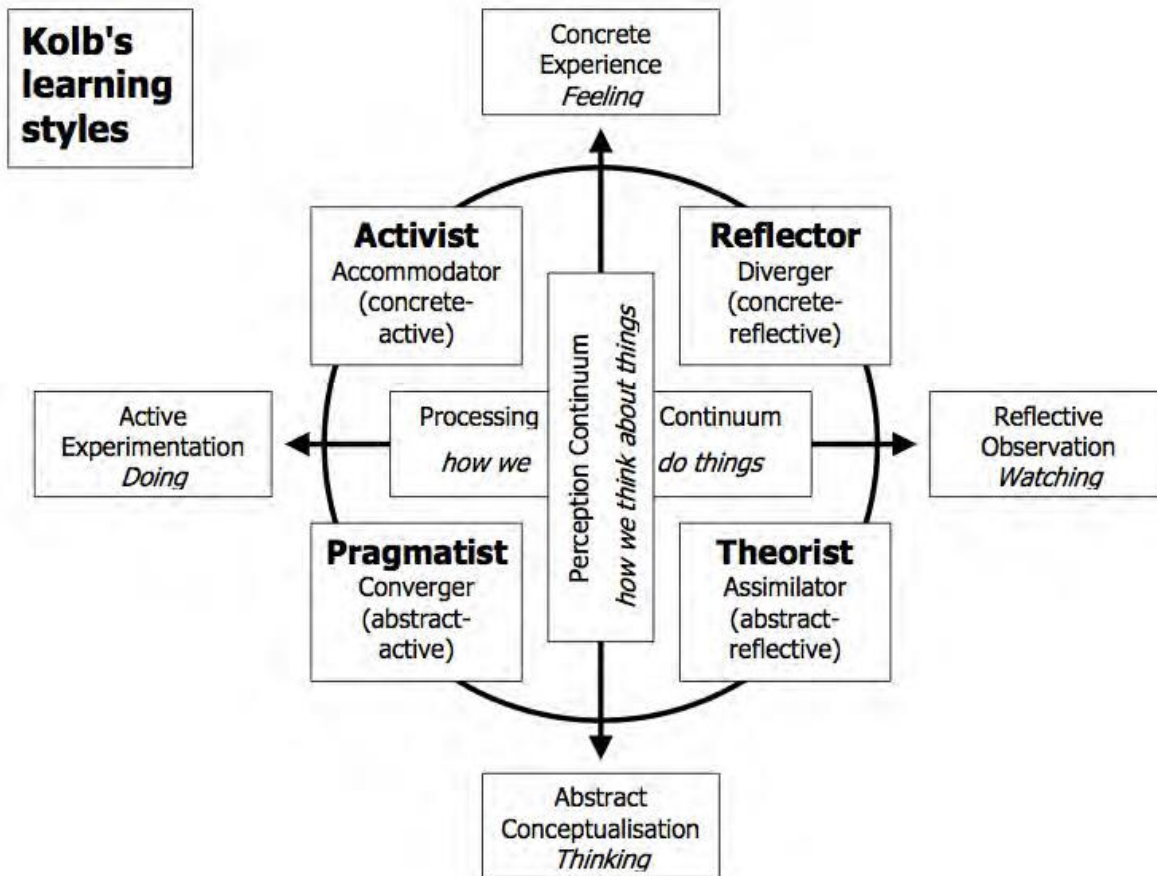 Kolb's
learning
styles
Concrete
Experience
Feeling
Activist
Accommodator
(concrete-
active)
Reflector
Diverger
(concrete-
reflective)
Active
Experimentation
Doing
Processing
how we
Perception Continuum
how we think about things
Continuum
do things
Reflective
Observation
Watching
Pragmatist
Converger
(abstract-
active)
Theorist
Assimilator
(abstract-
reflective)
Abstract
Conceptualisation
Thinking